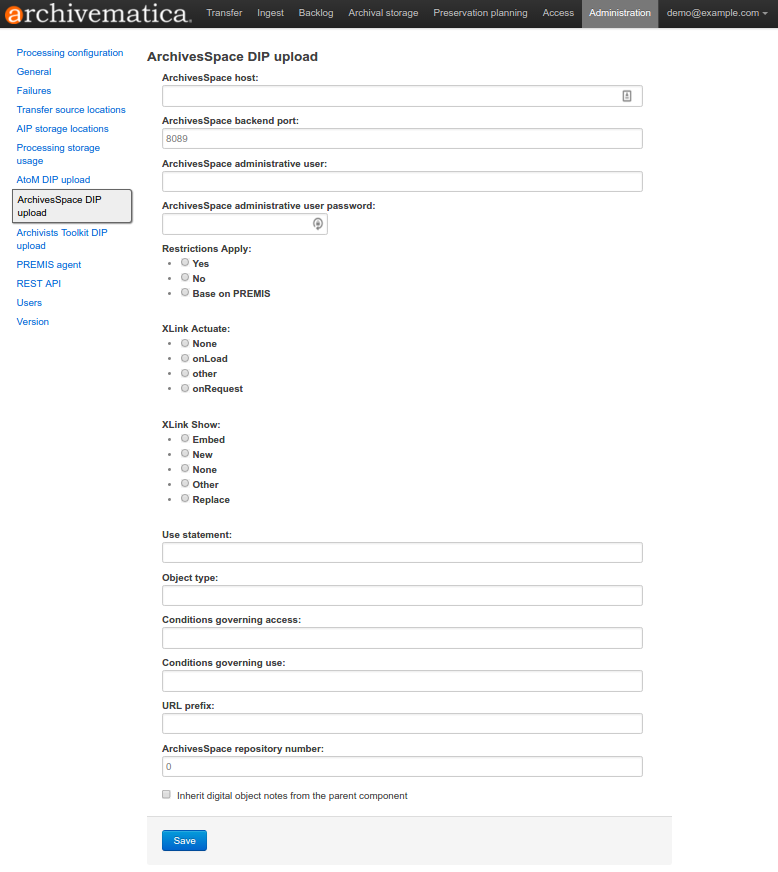 archivematica.
Transfer Ingest Backlog Archival storage Preservation planning Access Administration demo@example.com
Processing configuration
General
Failures
Transfer source locations
AIP storage locations
Processing storage
usage
AtoM DIP upload
ArchivesSpace DIP
upload
Archivists Toolkit DIP
upload
PREMIS agent
REST API
Users
Version
ArchivesSpace DIP upload
ArchivesSpace host:
ArchivesSpace backend port:
8089
ArchivesSpace administrative user:
ArchivesSpace administrative user password:
Restrictions Apply:
Yes
No
Base on PREMIS
XLink Actuate:
None
onLoad
other
onRequest
XLink Show:
Embed
New
None
Other
Replace
Use statement:
Object type:
Conditions governing access:
Conditions governing use:
URL prefix:
ArchivesSpace repository number:
0
Inherit digital object notes from the parent component
Save